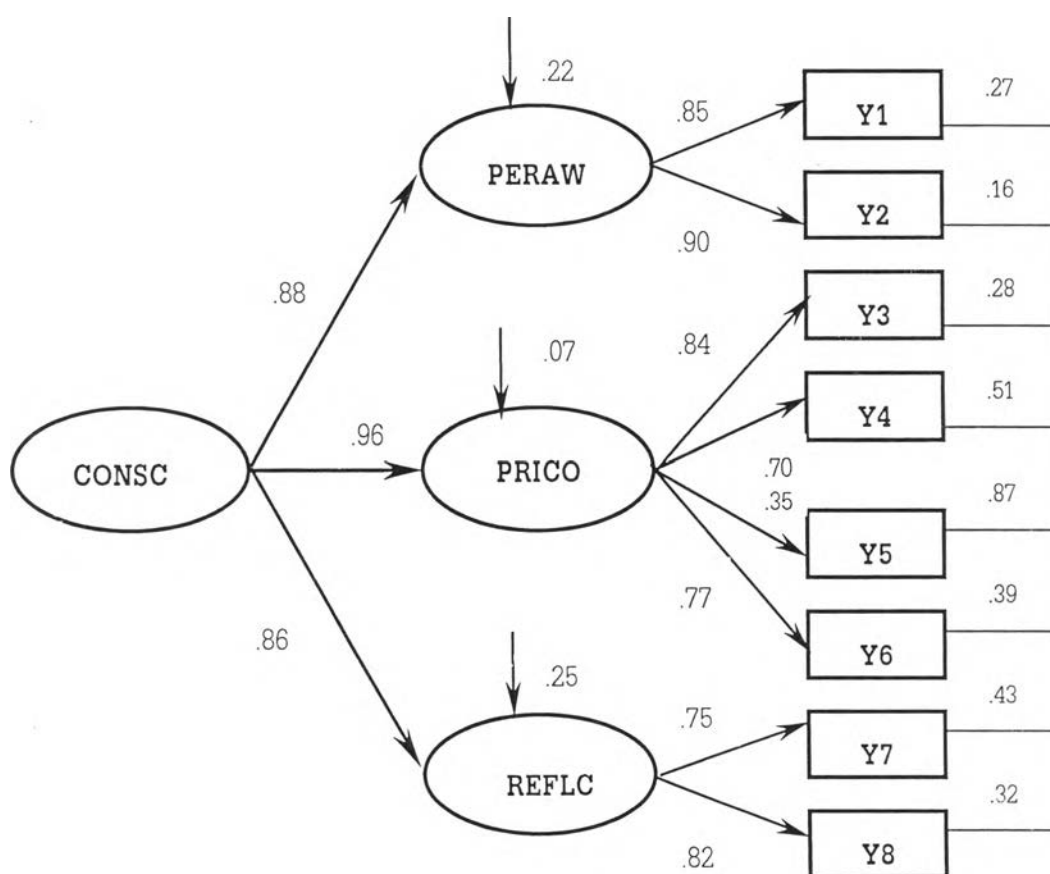 .22
.27
.85
Y1
PERAW
.16
Y2
.90
.88
.28
Y3
.84
.07
.51
Y4
.96
CONSC
PRICO
.70
.35
.87
Y5
.77
.39
Y6
.86
.25
.43
.75
Y7
REFLC
.32
.82
Y8